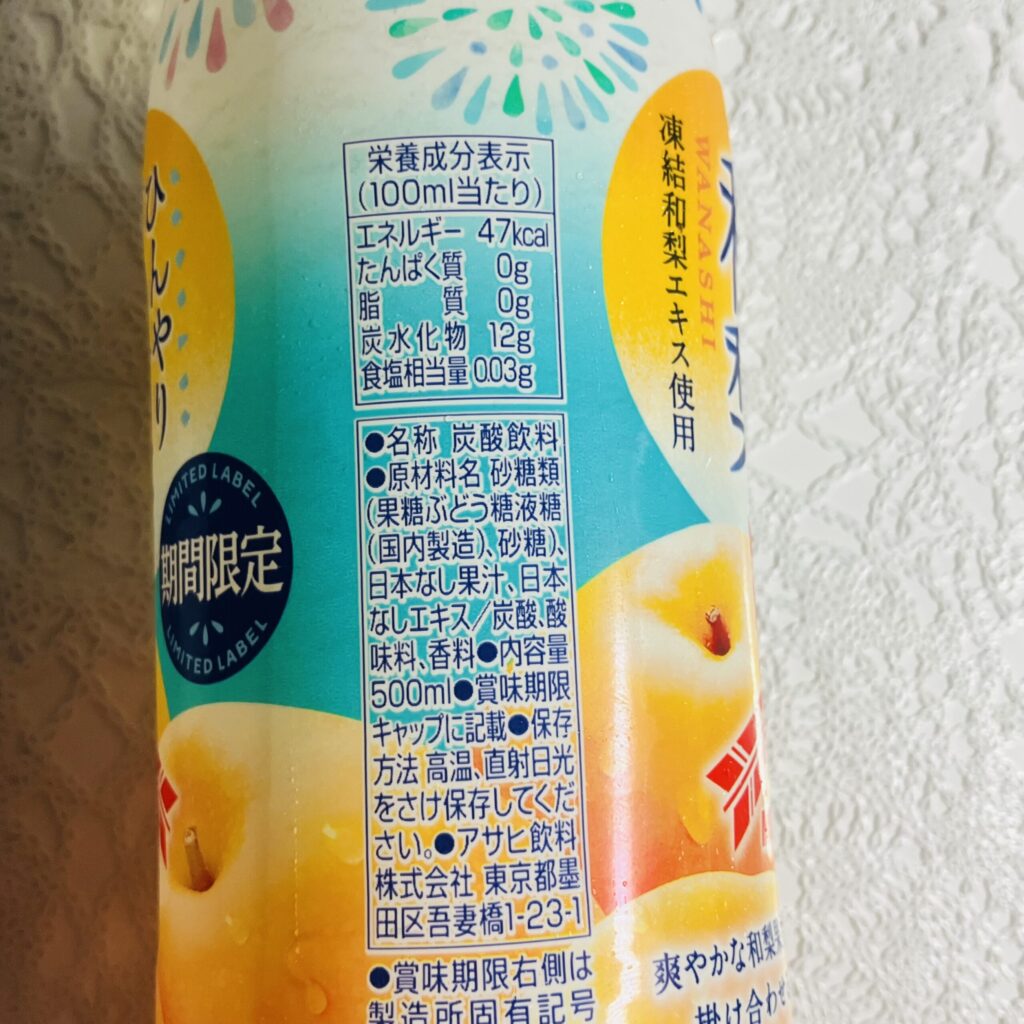 栄養成分表示
(100ml当たり)
エネルギー 47kcal
たんぱく質 0g
脂質 0g
炭水化物 12g
食塩相当量 0.03g
●名称 炭酸飲料
●原材料名 砂糖類
(果糖ぶどう糖液糖
(国内製造)、砂糖)、
日本なし果汁、日本
なしエキス/炭酸、酸
味料、香料●内容量
500ml●賞味期限
キャップに記載●保存
方法 高温、直射日光
をさけ保存してくだ
さい。●アサヒ飲料
株式会社 東京都墨
田区吾妻橋1-23-1
●賞味期限右側は
製造所固有記号
ひんやり
LIMITED LABEL
期間限定
LIMITED LABEL
WANASHI
凍結和梨エキス使用
爽やかな和梨果
掛け合わせ